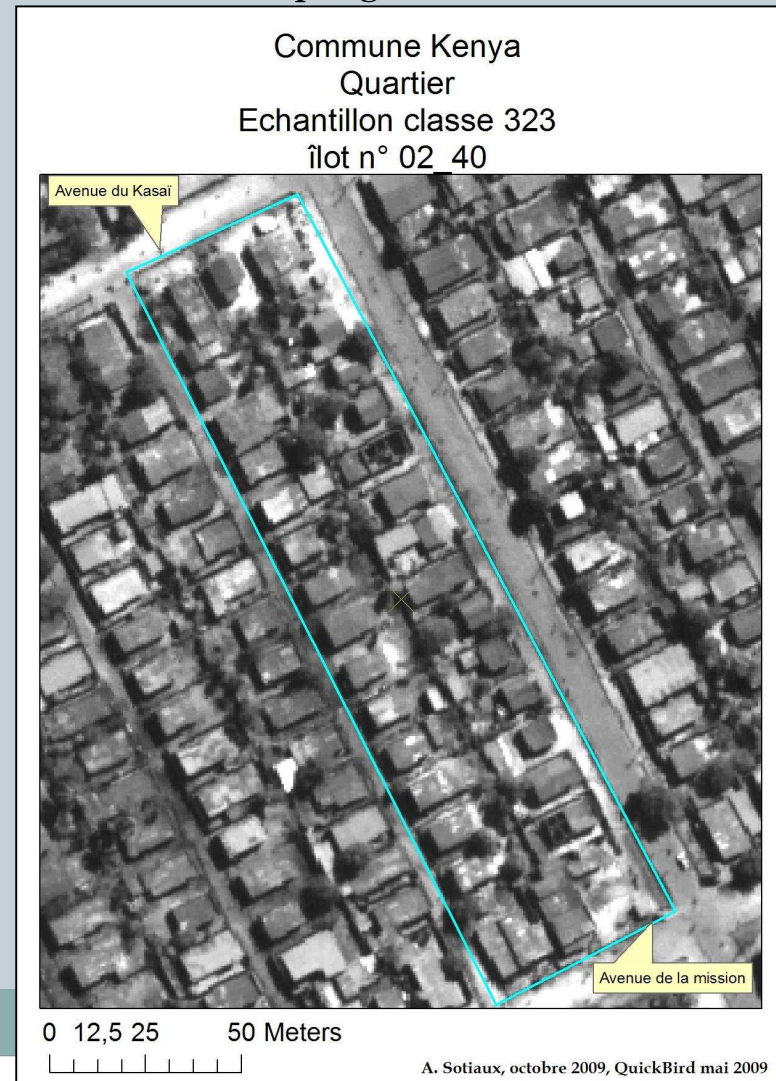 Commune Kenya
Quartier
Echantillon classe 323
îlot n° 02_40
Avenue du Kasaï
Avenue de la mission
0 12,5 25 50 Meters
A. Sotiaux, octobre 2009, QuickBird mai 2009